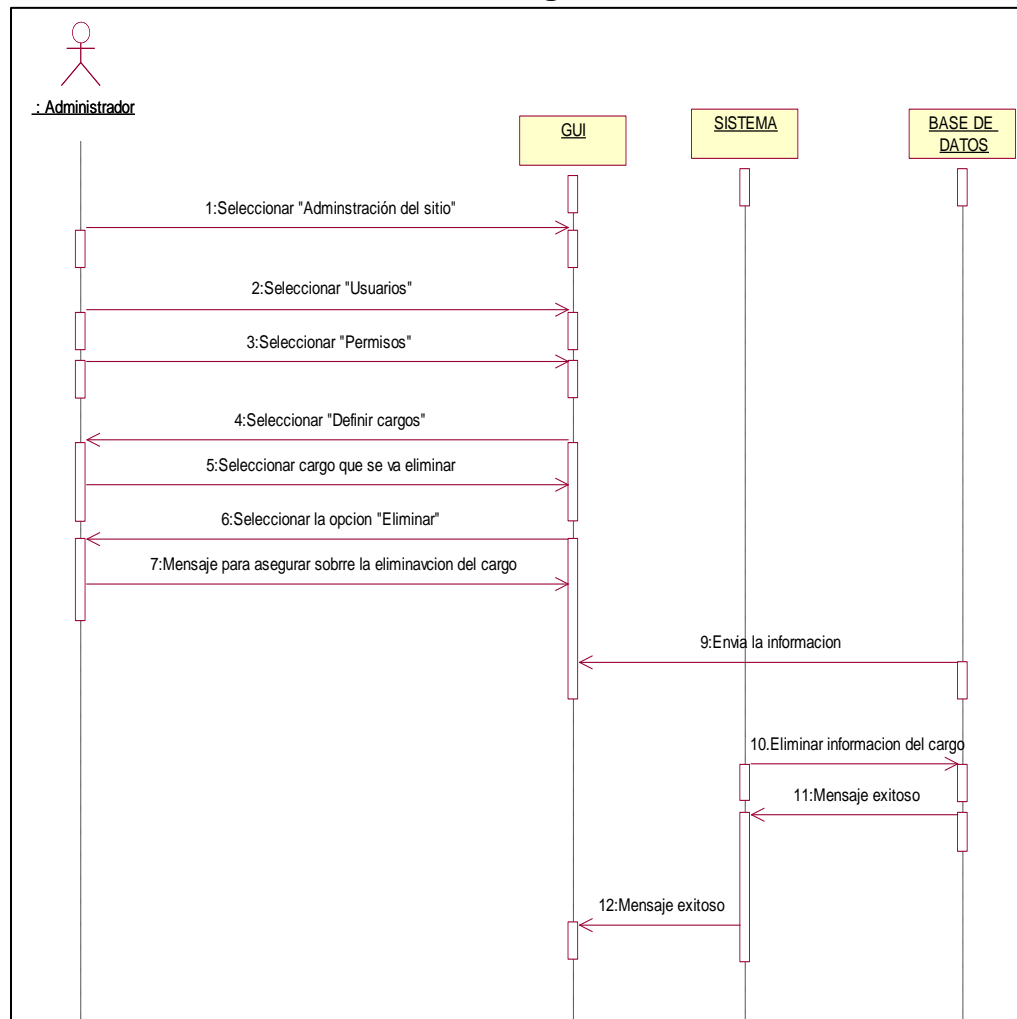 : Administrador
GUI
SISTEMA
BASE DE
DATOS
1:Seleccionar "Adminstración del sitio"
2:Seleccionar "Usuarios"
3:Seleccionar "Permisos"
4:Seleccionar "Definir cargos"
5:Seleccionar cargo que se va eliminar
6:Seleccionar la opcion "Eliminar"
7:Mensaje para asegurar sobrre la eliminavcion del cargo
9:Envia la informacion
10.Eliminar informacion del cargo
11:Mensaje exitoso
12:Mensaje exitoso